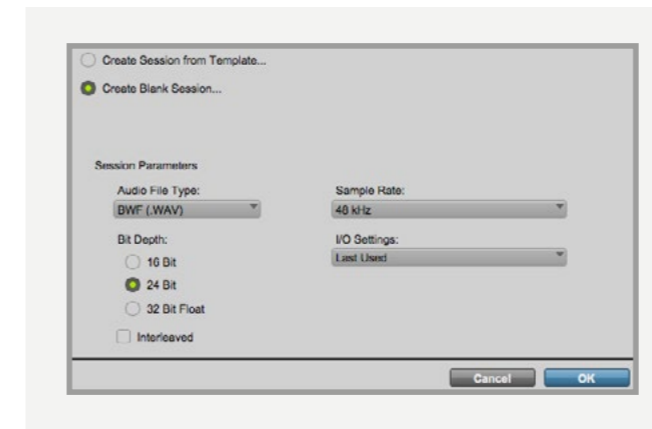 Create Session from Template...
Create Blank Session...
Session Parameters
Audio File Type:
BWF (.WAV)
Sample Rate:
48 kHz
Bit Depth:
16 Bit
24 Bit
32 Bit Float
I/O Settings:
Last Used
Interleaved
Cancel
OK